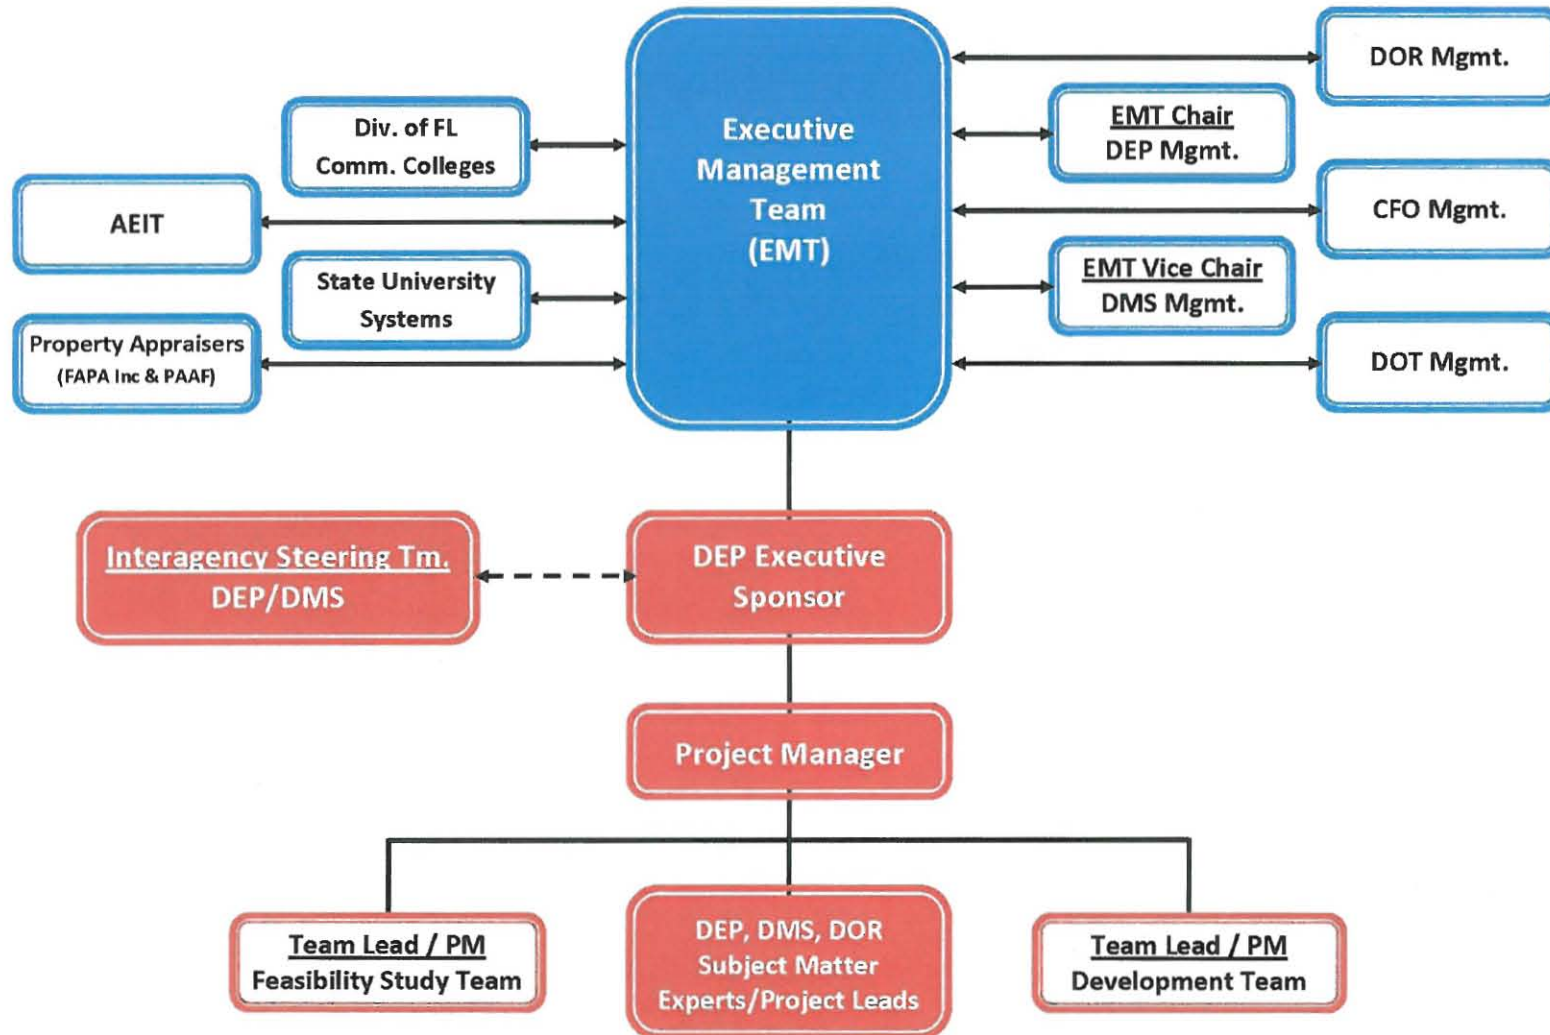 Executive
Management
Team
(EMT)
Div. of FL
Comm. Colleges
AEIT
State University
Systems
Property Appraisers
(FAPA Inc & PAAF)
DOR Mgmt.
EMT Chair
DEP Mgmt.
CFO Mgmt.
EMT Vice Chair
DMS Mgmt.
DOT Mgmt.
Interagency Steering Tm.
DEP/DMS
DEP Executive
Sponsor
Project Manager
Team Lead / PM
Feasibility Study Team
DEP, DMS, DOR
Subject Matter
Experts/Project Leads
Team Lead / PM
Development Team